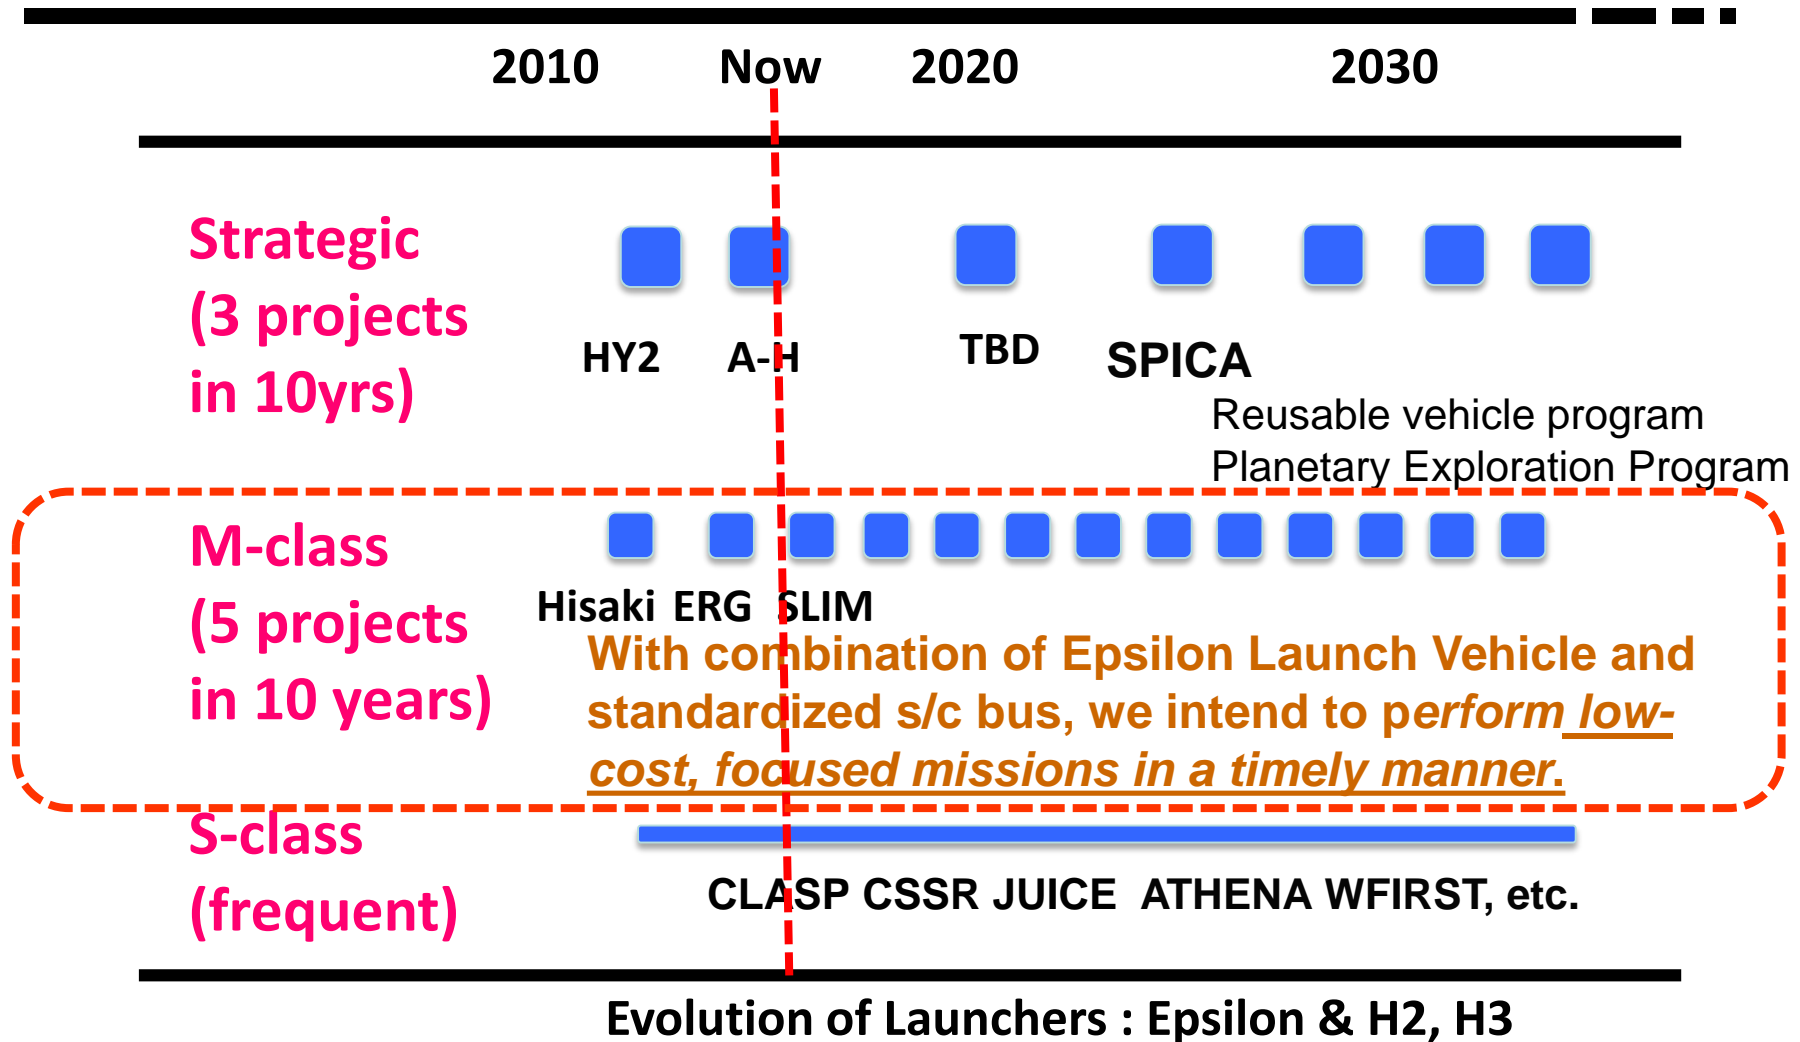 2010 Now 2020 2030
Strategic
(3 projects
in 10yrs)
HY2 A-H TBD SPICA
Reusable vehicle program
Planetary Exploration Program
M-class
(5 projects
in 10 years)
Hisaki ERG SLIM
With combination of Epsilon Launch Vehicle and
standardized s/c bus, we intend to perform low-
cost, focused missions in a timely manner.
S-class
(frequent)
CLASP CSSR JUICE ATHENA WFIRST, etc.
Evolution of Launchers : Epsilon & H2, H3